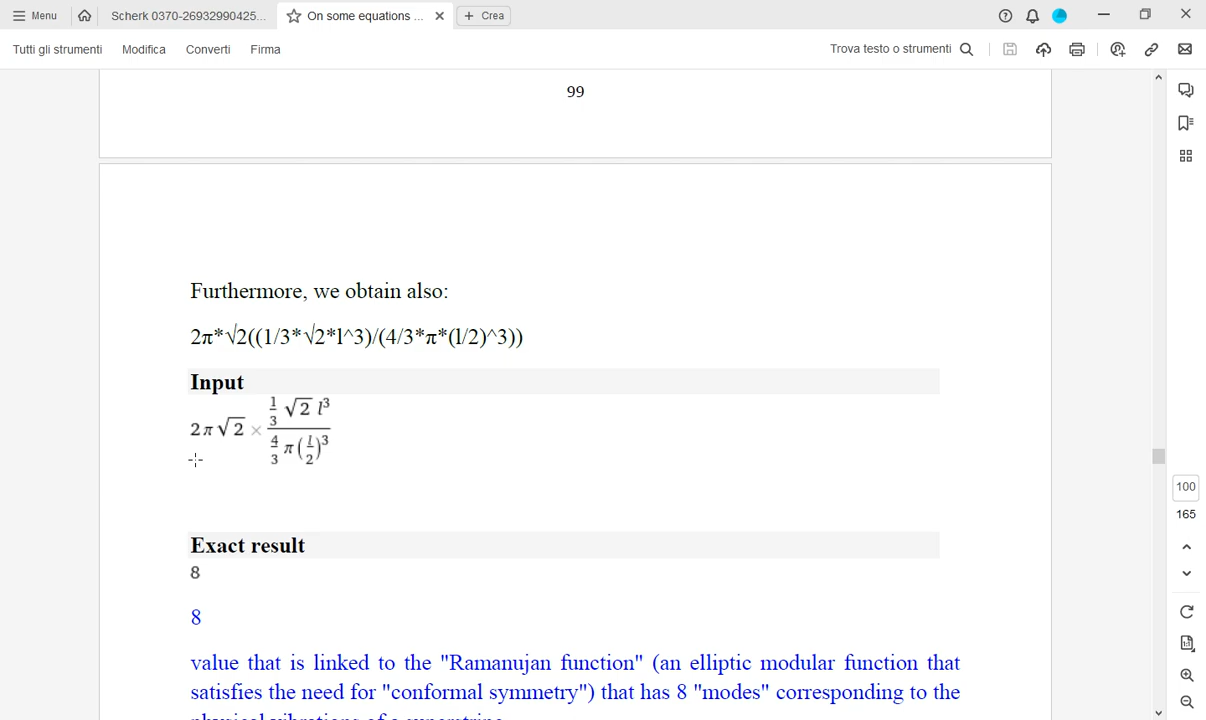 Menu
Scherk 0370-26932990425...
On some equations ...
Crea
Tutti gli strumenti
Modifica
Converti
Firma
Trova testo o strumenti
99
Furthermore, we obtain also:
2π*√2((1/3*√2*l^3)/(4/3*π*(l/2)^3))
Input
2 π √2 × (1/3 √2 l³)/(4/3 π (l/2)³)
Exact result
8
8
value that is linked to the "Ramanujan function" (an elliptic modular function that
satisfies the need for "conformal symmetry") that has 8 "modes" corresponding to the
physical vibrations of a superstring.
100
165